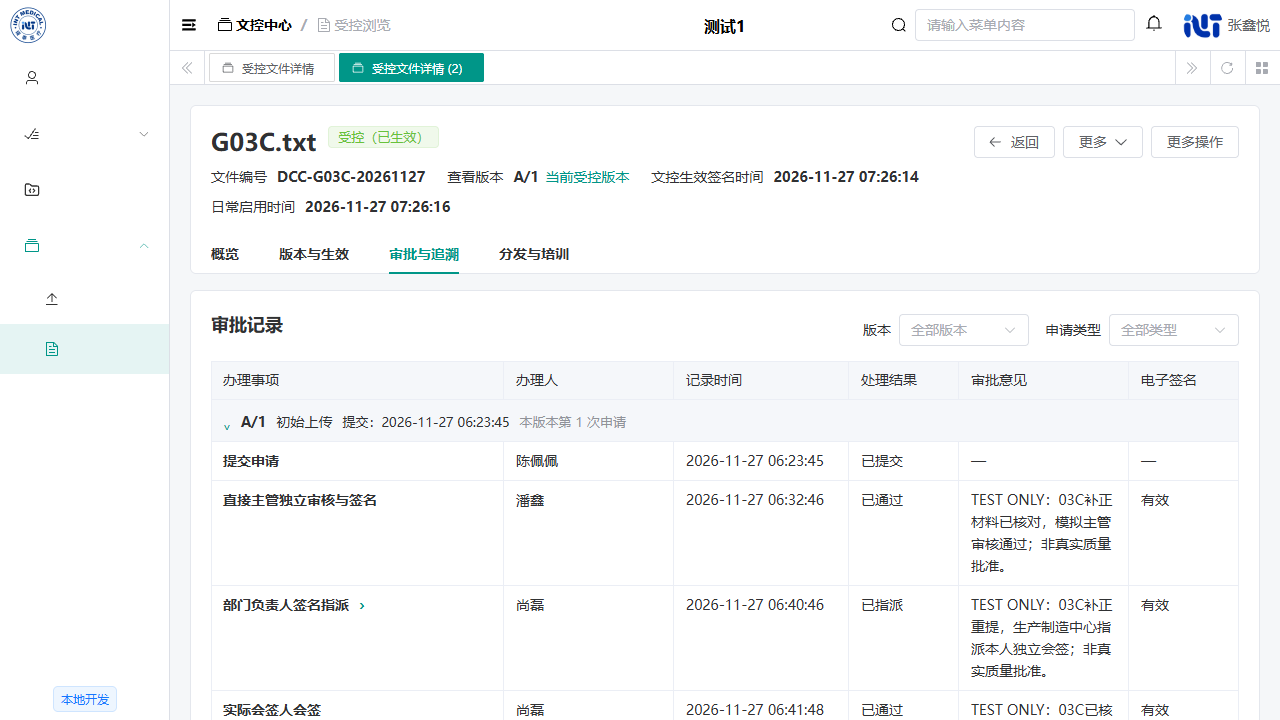 文控中心 / 受控浏览
测试1
请输入菜单内容
张鑫悦
受控文件详情
受控文件详情 (2)
G03C.txt
受控（已生效）
返回
更多
更多操作
文件编号 DCC-G03C-20261127 查看版本 A/1 当前受控版本 文控生效签名时间 2026-11-27 07:26:14
日常启用时间 2026-11-27 07:26:16
概览 版本与生效 审批与追溯 分发与培训
审批记录
版本 全部版本 申请类型 全部类型
办理事项 办理人 记录时间 处理结果 审批意见 电子签名
A/1 初始上传 提交：2026-11-27 06:23:45 本版本第 1 次申请
提交申请 陈佩佩 2026-11-27 06:23:45 已提交 — —
直接主管独立审核与签名 潘鑫 2026-11-27 06:32:46 已通过 TEST ONLY：03C补正 有效
材料已核对，模拟主管
审核通过；非真实质量
批准。
部门负责人签名指派 尚磊 2026-11-27 06:40:46 已指派 TEST ONLY：03C补正 有效
重提，生产制造中心指
派本人独立会签；非真
实质量批准。
实际会签人会签 尚磊 2026-11-27 06:41:48 已通过 TEST ONLY：03C已核 有效
本地开发